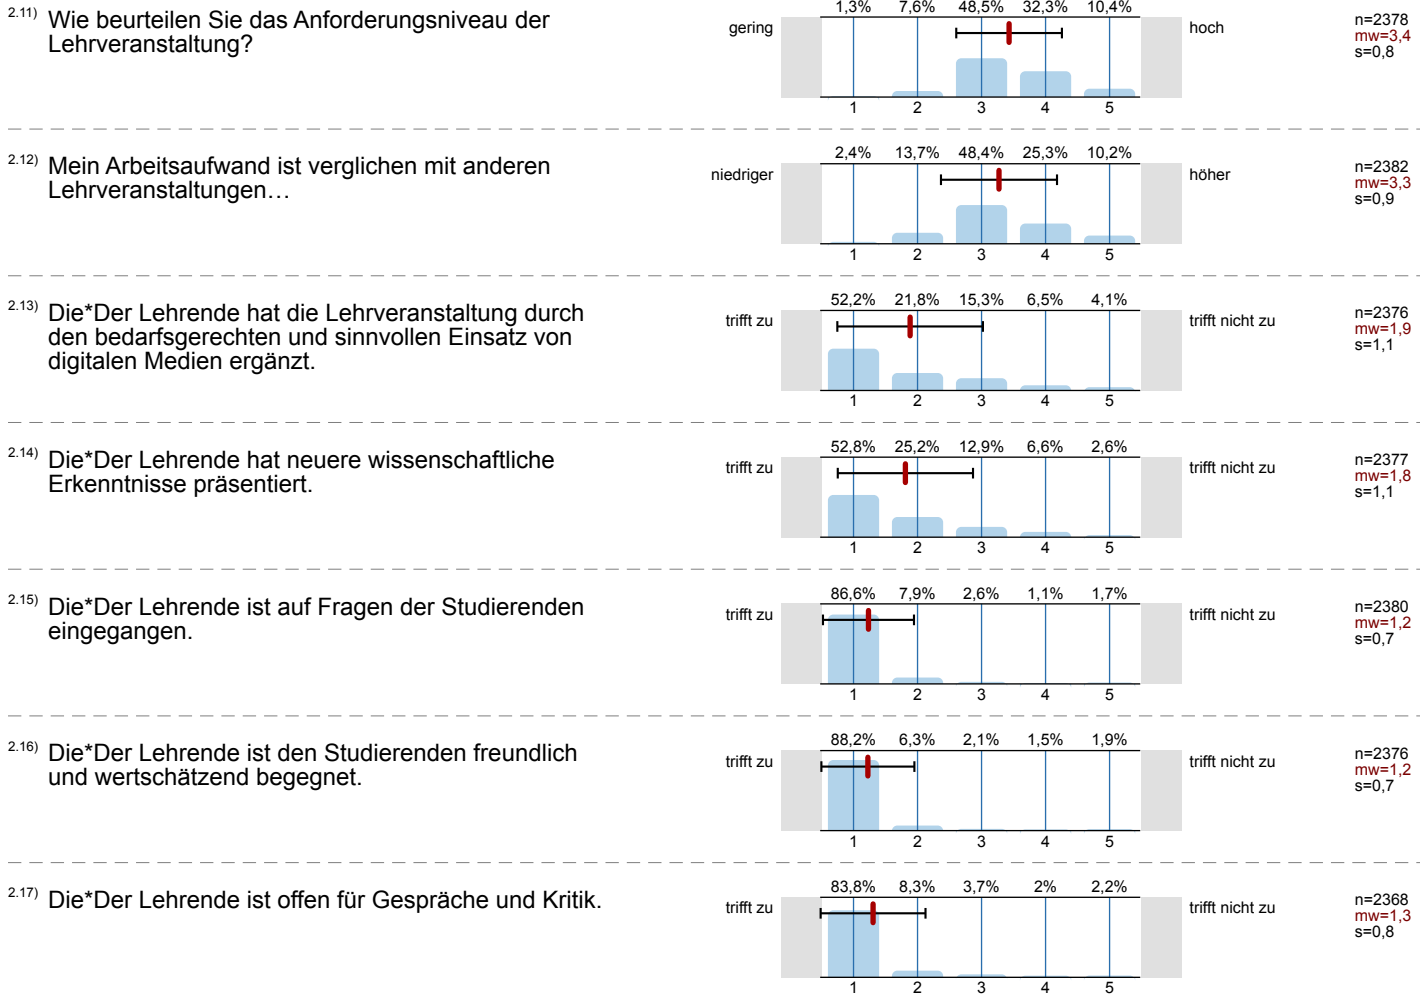 2.11) Wie beurteilen Sie das Anforderungsniveau der
Lehrveranstaltung?
1,3% 7,6% 48,5% 32,3% 10,4%
gering
hoch
1 2 3 4 5
n=2378
mw=3,4
s=0,8
2.12) Mein Arbeitsaufwand ist verglichen mit anderen
Lehrveranstaltungen…
2,4% 13,7% 48,4% 25,3% 10,2%
niedriger
höher
1 2 3 4 5
n=2382
mw=3,3
s=0,9
2.13) Die*Der Lehrende hat die Lehrveranstaltung durch
den bedarfsgerechten und sinnvollen Einsatz von
digitalen Medien ergänzt.
52,2% 21,8% 15,3% 6,5% 4,1%
trifft zu
trifft nicht zu
1 2 3 4 5
n=2376
mw=1,9
s=1,1
2.14) Die*Der Lehrende hat neuere wissenschaftliche
Erkenntnisse präsentiert.
52,8% 25,2% 12,9% 6,6% 2,6%
trifft zu
trifft nicht zu
1 2 3 4 5
n=2377
mw=1,8
s=1,1
2.15) Die*Der Lehrende ist auf Fragen der Studierenden
eingegangen.
86,6% 7,9% 2,6% 1,1% 1,7%
trifft zu
trifft nicht zu
1 2 3 4 5
n=2380
mw=1,2
s=0,7
2.16) Die*Der Lehrende ist den Studierenden freundlich
und wertschätzend begegnet.
88,2% 6,3% 2,1% 1,5% 1,9%
trifft zu
trifft nicht zu
1 2 3 4 5
n=2376
mw=1,2
s=0,7
2.17) Die*Der Lehrende ist offen für Gespräche und Kritik.
83,8% 8,3% 3,7% 2% 2,2%
trifft zu
trifft nicht zu
1 2 3 4 5
n=2368
mw=1,3
s=0,8